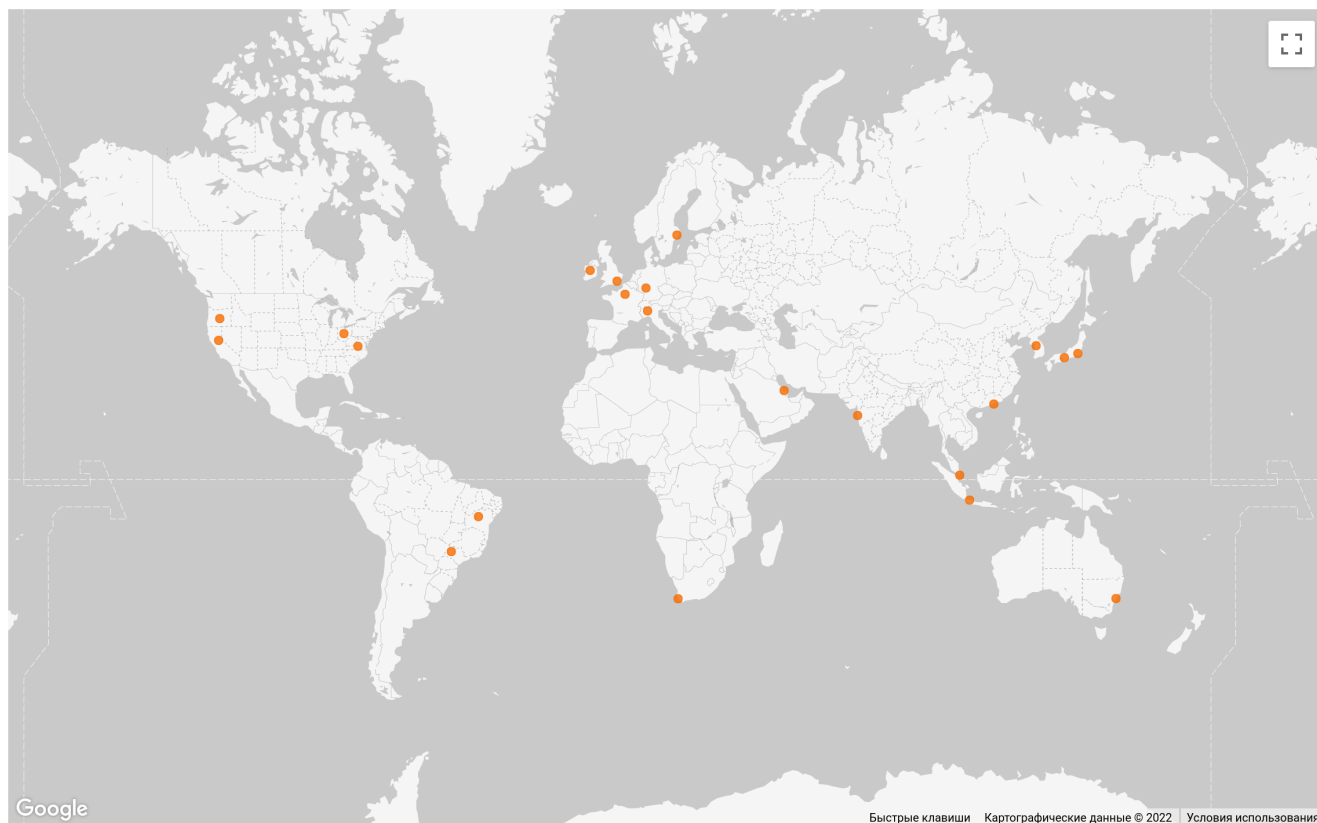 Google
Быстрые клавиши
Картографические данные © 2022
Условия использования